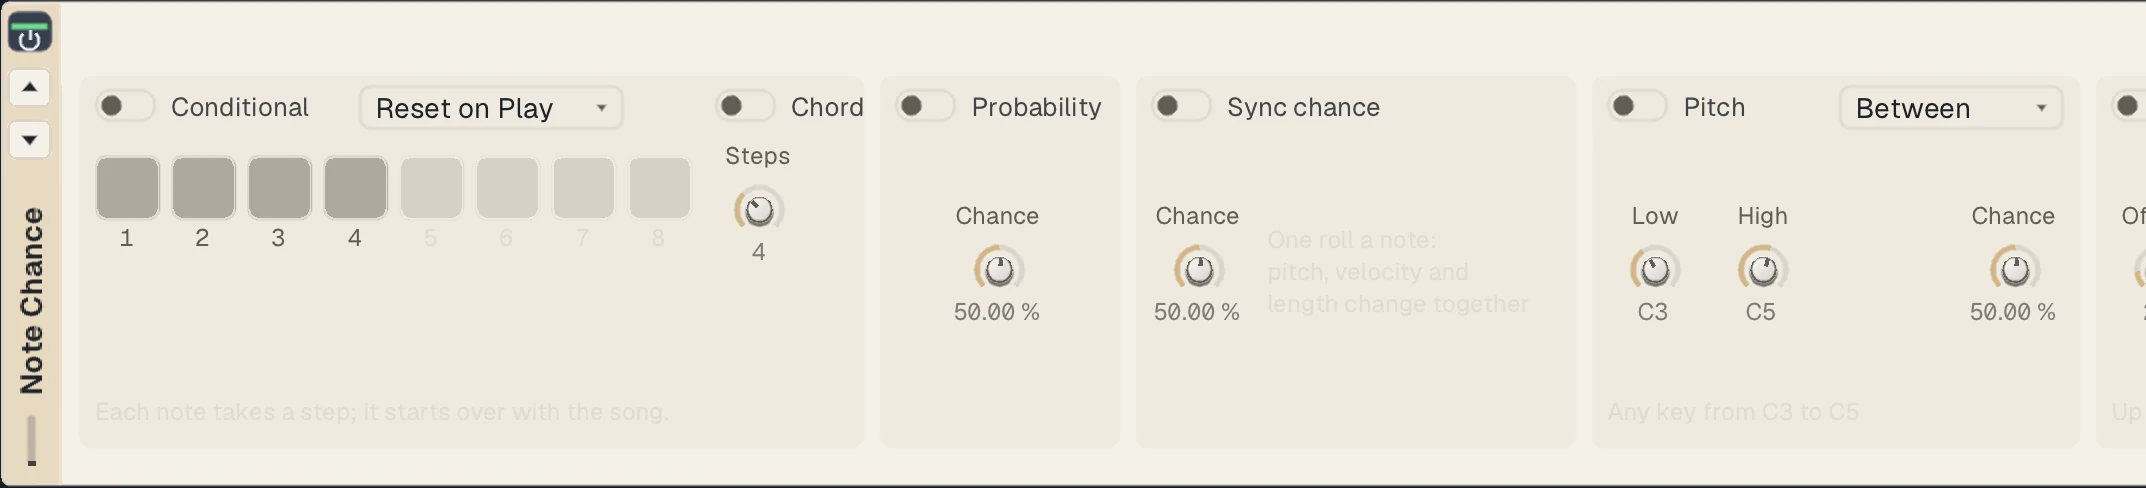 Note Chance
Conditional
Reset on Play
Chord
Steps
4
1 2 3 4 5 6 7 8
Each note takes a step; it starts over with the song.
Probability
Chance
50.00 %
Sync chance
Chance
50.00 %
One roll a note:
pitch, velocity and
length change together
Pitch
Between
Low
C3
High
C5
Chance
50.00 %
Any key from C3 to C5
Up